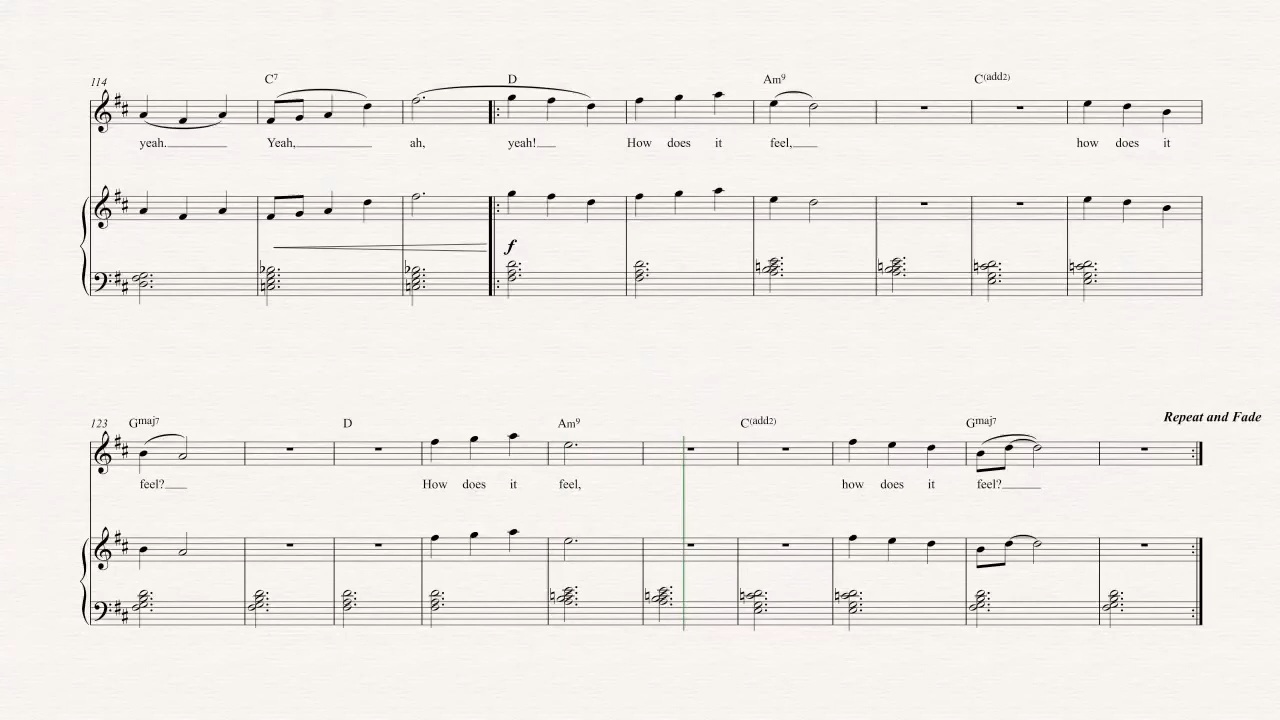 114 C7 D Am9 C(add2)
yeah. Yeah, ah, yeah! How does it feel, how does it
f
Repeat and Fade
123 Gmaj7 D Am9 C(add2) Gmaj7
feel? How does it feel, how does it feel?